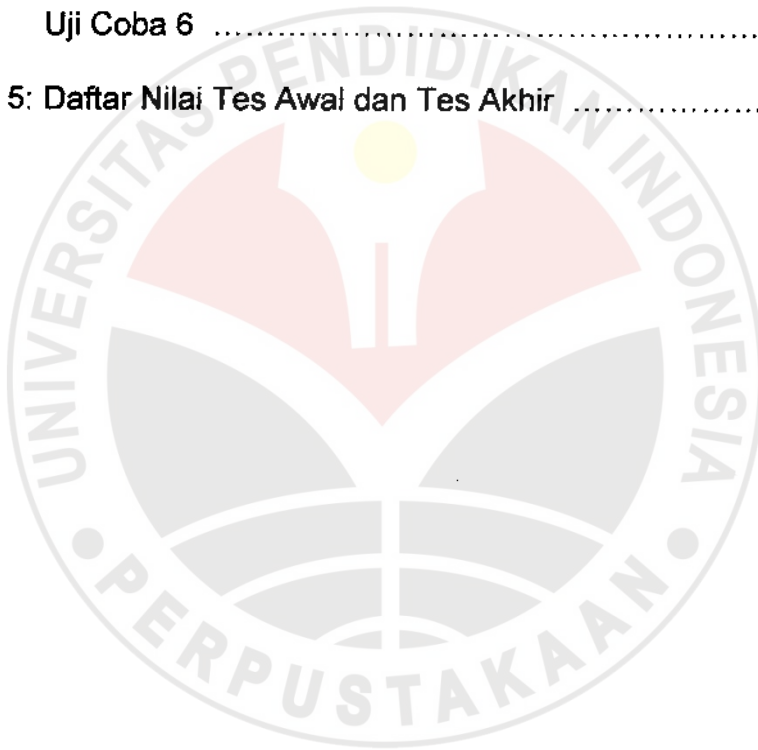 Uji Coba 6 ................................................
5: Daftar Nilai Tes Awal dan Tes Akhir ..................
UNIVERSITAS PENDIDIKAN INDONESIA
PERPUSTAKAAN